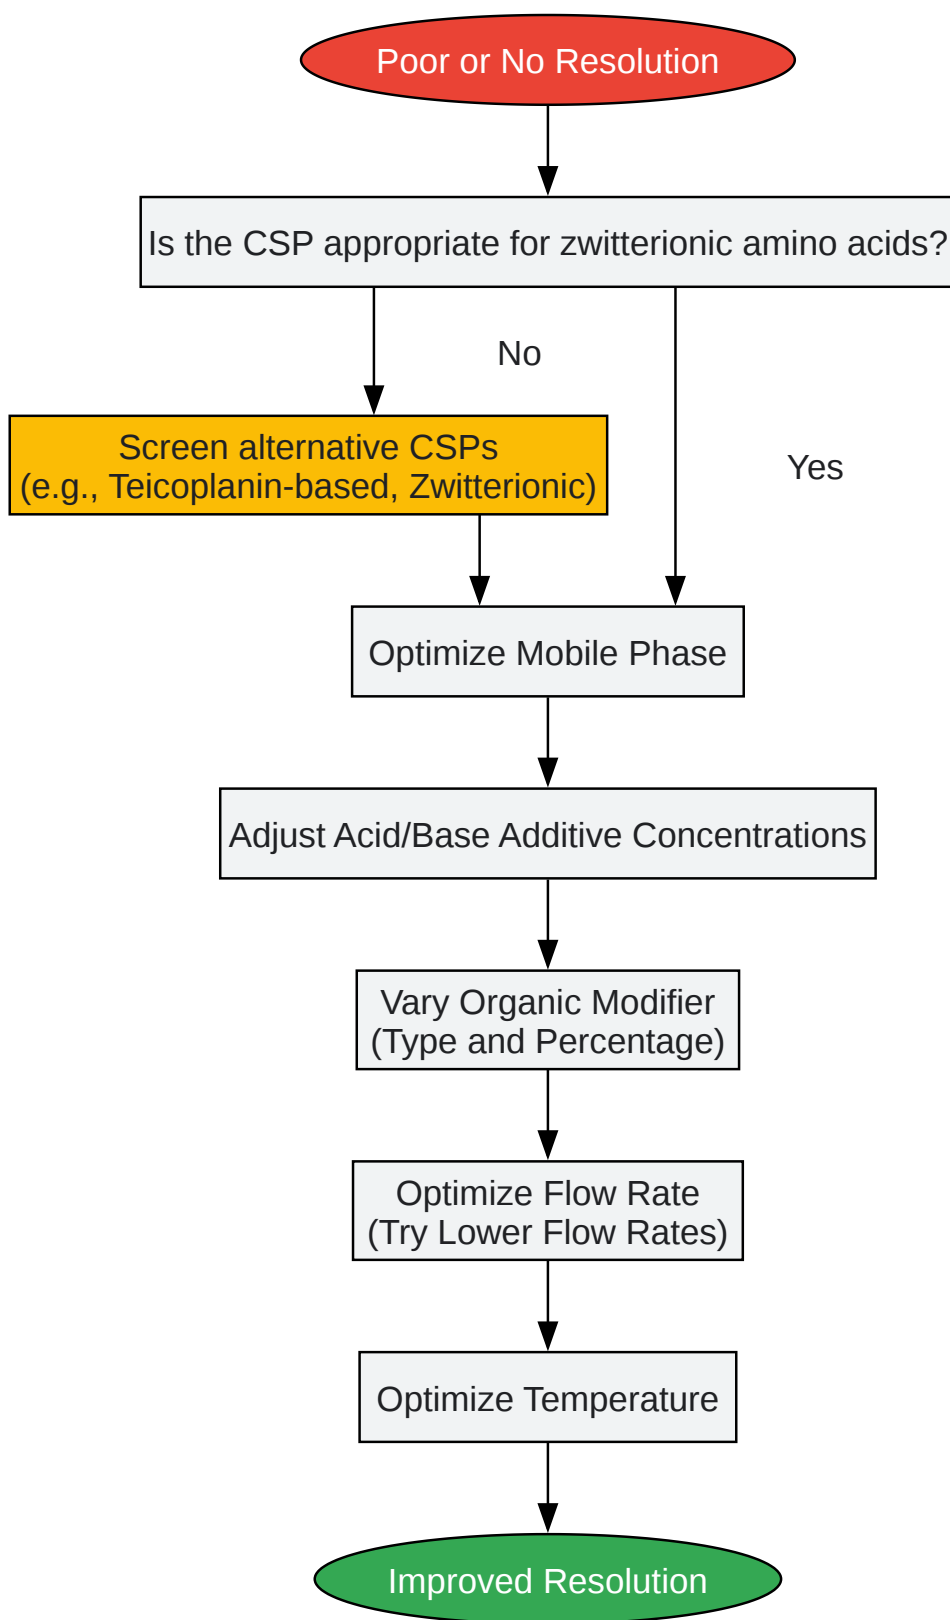 Poor or No Resolution
Is the CSP appropriate for zwitterionic amino acids?
No
Screen alternative CSPs
(e.g., Teicoplanin-based, Zwitterionic)
Yes
Optimize Mobile Phase
Adjust Acid/Base Additive Concentrations
Vary Organic Modifier
(Type and Percentage)
Optimize Flow Rate
(Try Lower Flow Rates)
Optimize Temperature
Improved Resolution